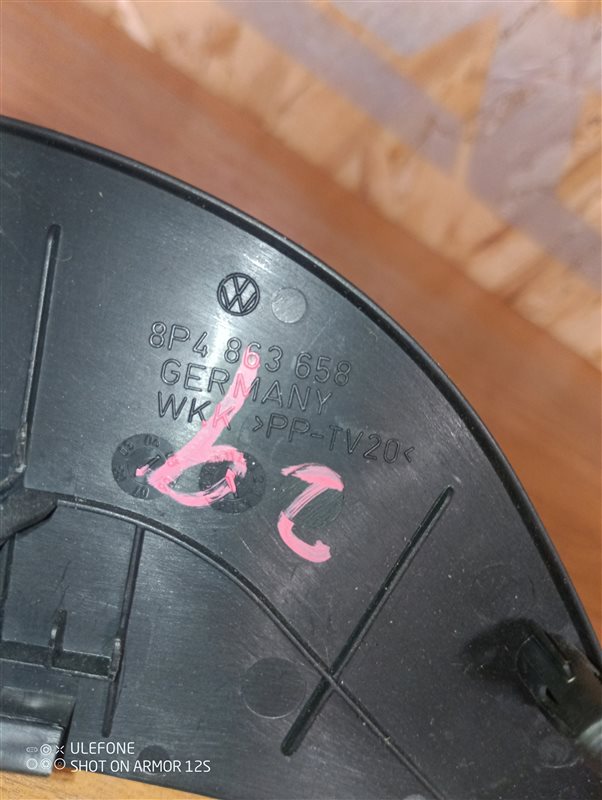 8P4 863 658
GERMANY
WKK >PP-TV20<
ULEFONE
SHOT ON ARMOR 12S